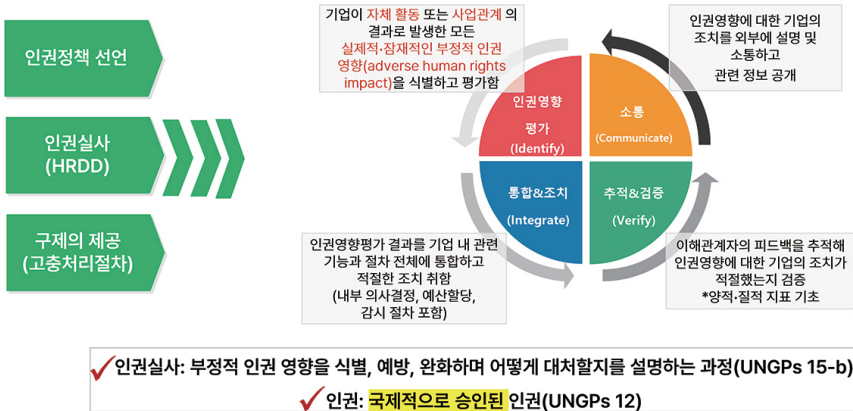 인권정책 선언
인권실사
(HRDD)
구제의 제공
(고충처리절차)
기업이 자체 활동 또는 사업관계 의
결과로 발생한 모든
실제적·잠재적인 부정적 인권
영향(adverse human rights
impact)을 식별하고 평가함
인권영향에 대한 기업의
조치를 외부에 설명 및
소통하고
관련 정보 공개
인권영향
평가
(Identify)
소통
(Communicate)
통합&조치
(Integrate)
추적&검증
(Verify)
인권영향평가 결과를 기업 내 관련
기능과 절차 전체에 통합하고
적절한 조치 취함
(내부 의사결정, 예산할당,
감시 절차 포함)
이해관계자의 피드백을 추적해
인권영향에 대한 기업의 조치가
적절했는지 검증
*양적·질적 지표 기초
인권실사: 부정적 인권 영향을 식별, 예방, 완화하며 어떻게 대처할지를 설명하는 과정(UNGPs 15-b)
인권: 국제적으로 승인된 인권(UNGPs 12)